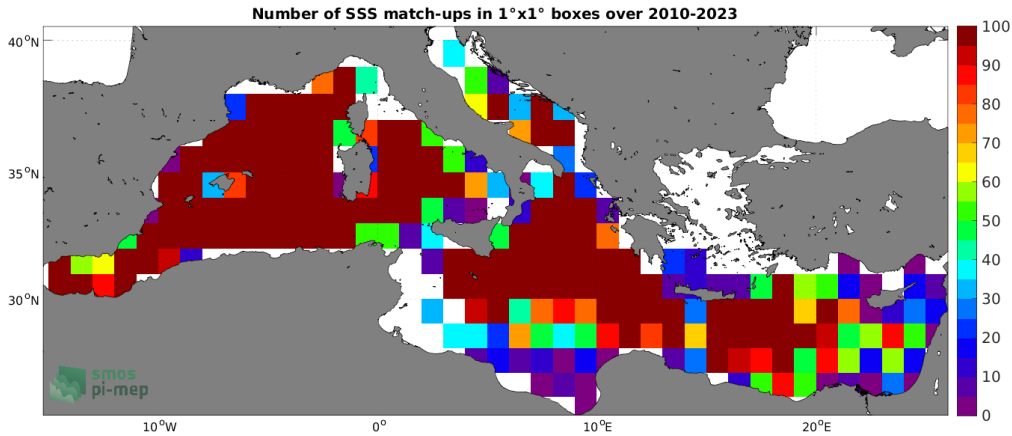 Number of SSS match-ups in 1°x1° boxes over 2010-2023
40°N
35°N
30°N
10°W
0°
10°E
20°E
100
90
80
70
60
50
40
30
20
10
0
smos
pi-mep